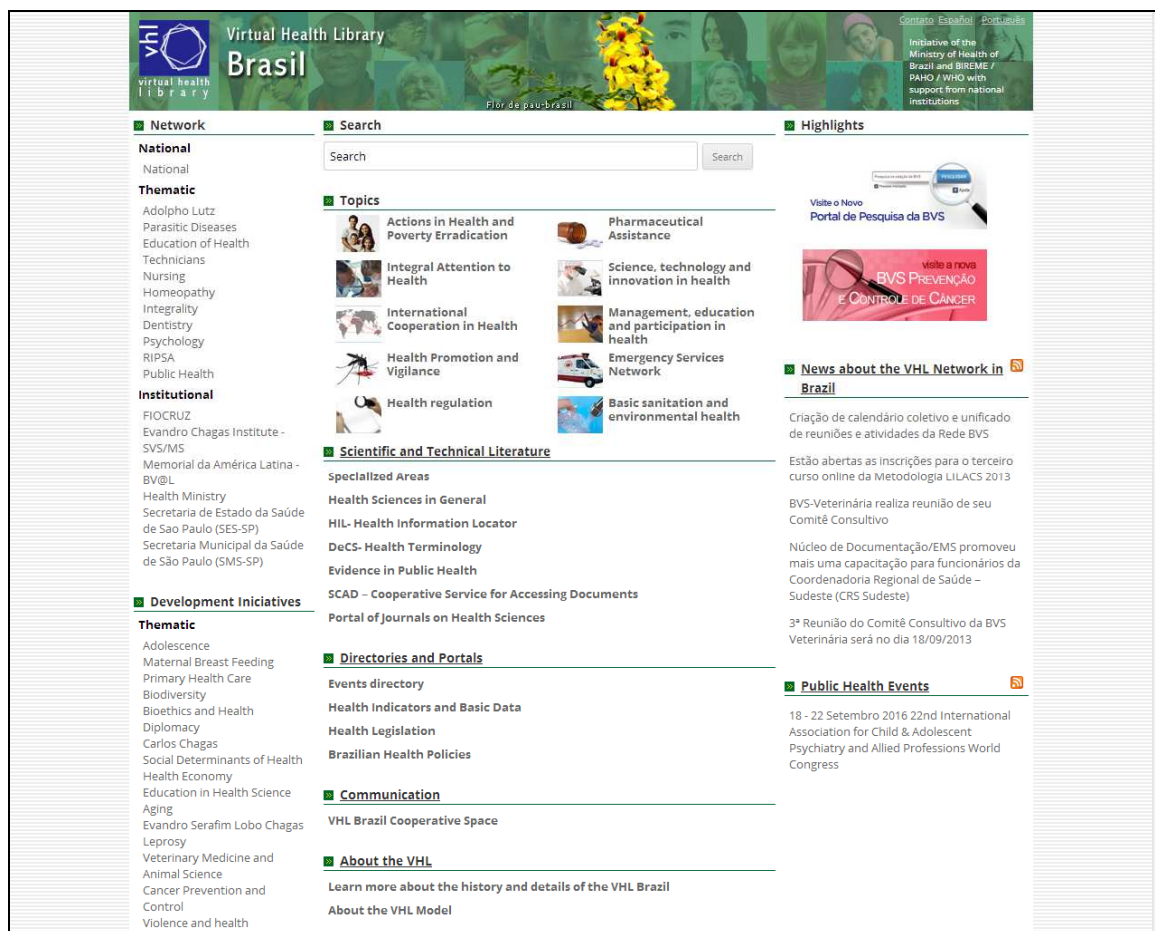 vhl
virtual health
library
Virtual Health Library
Brasil
Flor de pau-brasil
Contato Español Português
Initiative of the
Ministry of Health of
Brazil and BIREME /
PAHO / WHO with
support from national
institutions
Network
National
National
Thematic
Adolpho Lutz
Parasitic Diseases
Education of Health
Technicians
Nursing
Homeopathy
Integrality
Dentistry
Psychology
RIPSA
Public Health
Institutional
FIOCRUZ
Evandro Chagas Institute -
SVS/MS
Memorial da América Latina -
BV@L
Health Ministry
Secretaria de Estado da Saúde
de Sao Paulo (SES-SP)
Secretaria Municipal da Saúde
de São Paulo (SMS-SP)
Development Iniciatives
Thematic
Adolescence
Maternal Breast Feeding
Primary Health Care
Biodiversity
Bioethics and Health
Diplomacy
Carlos Chagas
Social Determinants of Health
Health Economy
Education in Health Science
Aging
Evandro Serafim Lobo Chagas
Leprosy
Veterinary Medicine and
Animal Science
Cancer Prevention and
Control
Violence and health
Search
Search
Search
Topics
Actions in Health and
Poverty Erradication
Pharmaceutical
Assistance
Integral Attention to
Health
Science, technology and
innovation in health
International
Cooperation in Health
Management, education
and participation in
health
Health Promotion and
Vigilance
Emergency Services
Network
Health regulation
Basic sanitation and
environmental health
Scientific and Technical Literature
Specialized Areas
Health Sciences in General
HIL- Health Information Locator
DeCS- Health Terminology
Evidence in Public Health
SCAD – Cooperative Service for Accessing Documents
Portal of Journals on Health Sciences
Directories and Portals
Events directory
Health Indicators and Basic Data
Health Legislation
Brazilian Health Policies
Communication
VHL Brazil Cooperative Space
About the VHL
Learn more about the history and details of the VHL Brazil
About the VHL Model
Highlights
Visite o Novo
Portal de Pesquisa da BVS
visite a nova
BVS Prevenção
e Controle de Câncer
News about the VHL Network in
Brazil
Criação de calendário coletivo e unificado
de reuniões e atividades da Rede BVS
Estão abertas as inscrições para o terceiro
curso online da Metodologia LILACS 2013
BVS-Veterinária realiza reunião de seu
Comitê Consultivo
Núcleo de Documentação/EMS promoveu
mais uma capacitação para funcionários da
Coordenadoria Regional de Saúde –
Sudeste (CRS Sudeste)
3ª Reunião do Comitê Consultivo da BVS
Veterinária será no dia 18/09/2013
Public Health Events
18 - 22 Setembro 2016 22nd International
Association for Child & Adolescent
Psychiatry and Allied Professions World
Congress